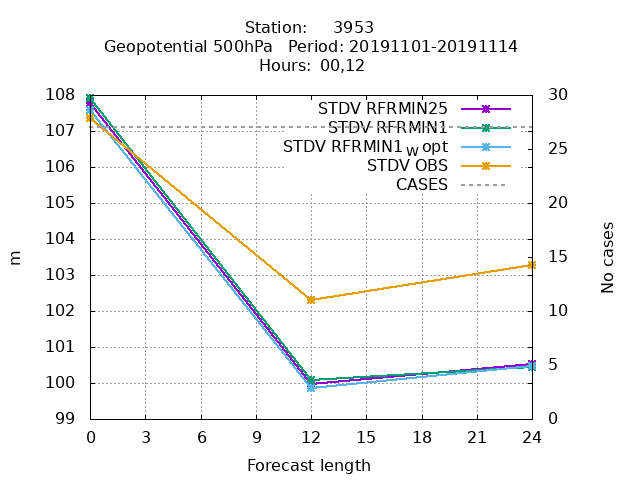 Station: 3953
Geopotential 500hPa Period: 20191101-20191114
Hours: 00,12
108
107
106
105
104
103
102
101
100
99
m
STDV RFRMIN25
STDV RFRMIN1
STDV RFRMIN1 w opt
STDV OBS
CASES
30
25
20
15
10
5
0
No cases
0 3 6 9 12 15 18 21 24
Forecast length